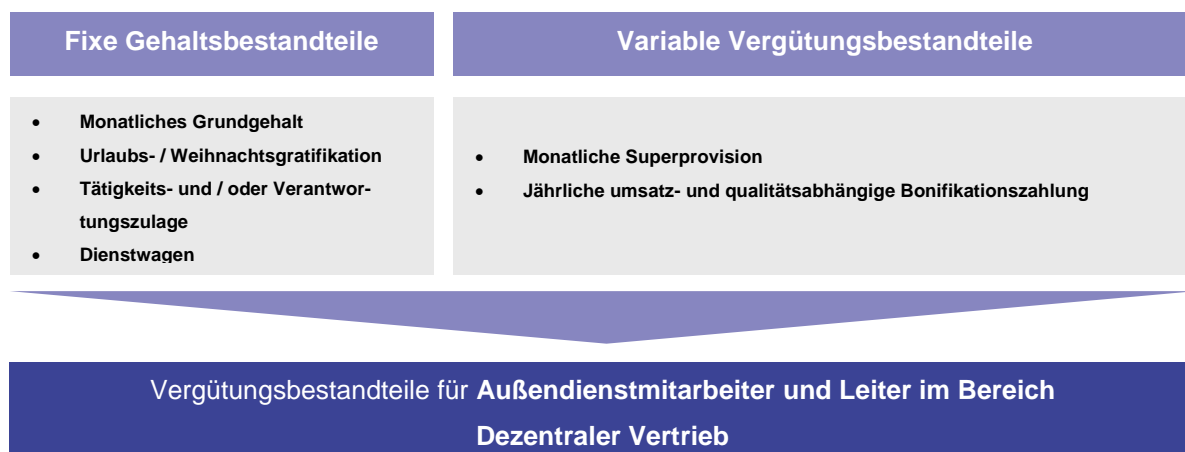 Fixe Gehaltsbestandteile
Variable Vergütungsbestandteile
• Monatliches Grundgehalt
• Urlaubs- / Weihnachtsgratifikation
• Tätigkeits- und / oder Verantwor-
tungszulage
• Dienstwagen
• Monatliche Superprovision
• Jährliche umsatz- und qualitätsabhängige Bonifikationszahlung
Vergütungsbestandteile für Außendienstmitarbeiter und Leiter im Bereich
Dezentraler Vertrieb